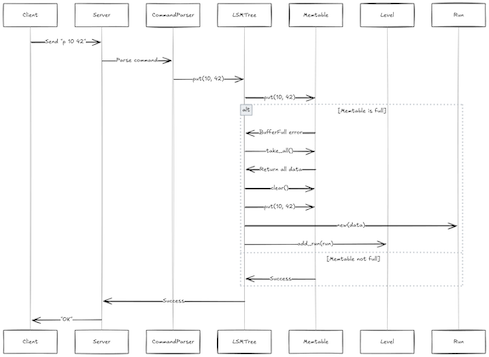 Client Server CommandParser LSMTree Memtable Level Run
Send "p 10 42"
Parse command
put(10, 42)
put(10, 42)
alt [Memtable is full]
BufferFull error
take_all()
Return all data
clear()
put(10, 42)
new(data)
add_run(run)
[Memtable not full]
Success
Success
"OK"
Client Server CommandParser LSMTree Memtable Level Run